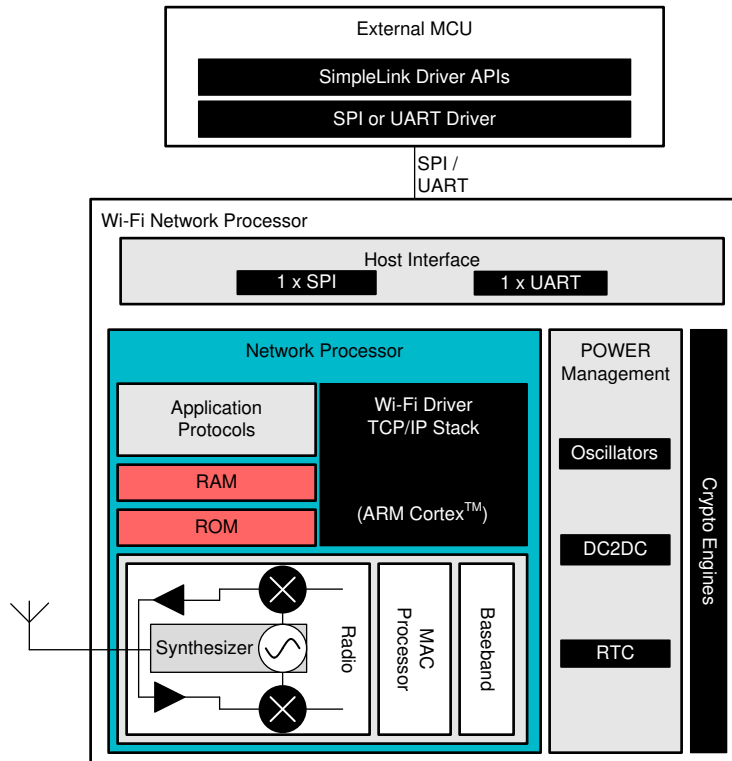 External MCU
SimpleLink Driver APIs
SPI or UART Driver
SPI /
UART
Wi-Fi Network Processor
Host Interface
1 x SPI
1 x UART
Network Processor
Application
Protocols
Wi-Fi Driver
TCP/IP Stack
RAM
ROM
(ARM Cortex™)
Synthesizer
Radio
MAC
Processor
Baseband
POWER
Management
Oscillators
DC2DC
RTC
Crypto Engines